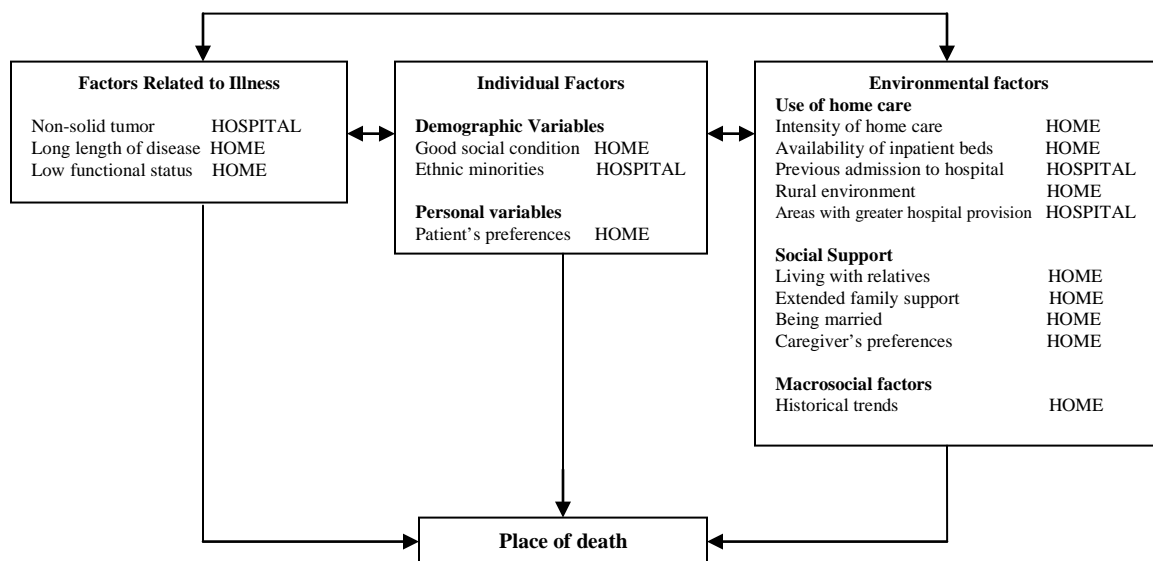 Factors Related to Illness
Non-solid tumor HOSPITAL
Long length of disease HOME
Low functional status HOME
Individual Factors
Demographic Variables
Good social condition HOME
Ethnic minorities HOSPITAL
Personal variables
Patient's preferences HOME
Environmental factors
Use of home care
Intensity of home care HOME
Availability of inpatient beds HOME
Previous admission to hospital HOSPITAL
Rural environment HOME
Areas with greater hospital provision HOSPITAL
Social Support
Living with relatives HOME
Extended family support HOME
Being married HOME
Caregiver's preferences HOME
Macrosocial factors
Historical trends HOME
Place of death